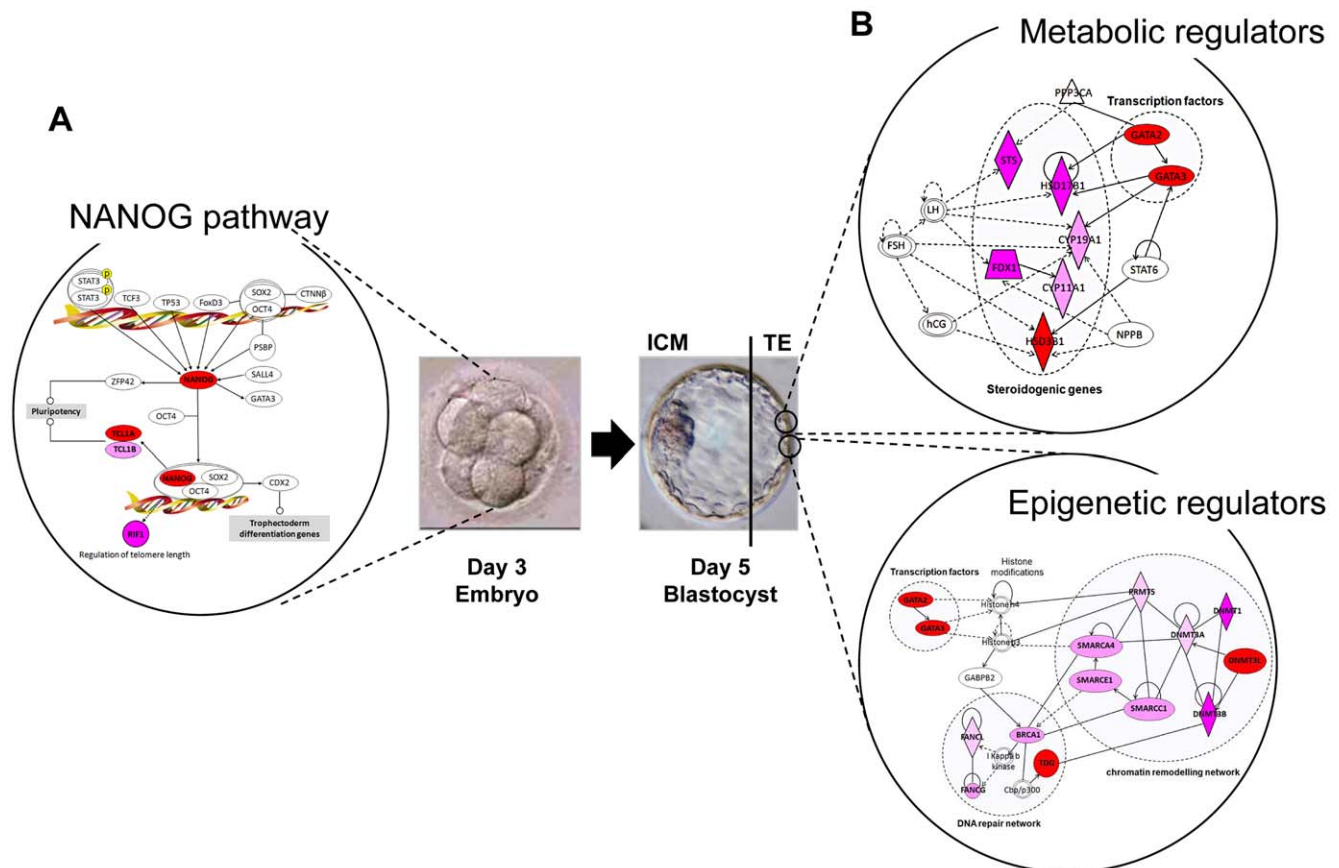 A
NANOG pathway
STAT3
p
STAT3
p
TCF3
TP53
FoxD3
SOX2
OCT4
CTNNβ
PSBP
ZFP42
NANOG
SALL4
GATA3
Pluripotency
OCT4
TCL1A
TCL1B
NANOG
SOX2
OCT4
CDX2
RIF1
Trophectoderm
differentiation genes
Regulation of telomere length
Day 3
Embryo
ICM
TE
Day 5
Blastocyst
B
Metabolic regulators
PPP3CA
Transcription factors
GATA2
STS
HSD17B1
GATA3
LH
CYP19A1
FSH
FDX1
STAT6
CYP11A1
hCG
HSD3B1
NPPB
Steroidogenic genes
Epigenetic regulators
Transcription factors
Histone
modifications
GATA2
Histone h4
PRMT5
DNMT1
GATA3
Histone h3
DNMT3A
SMARCA4
DNMT3L
GABPB2
SMARCE1
SMARCC1
DNMT3B
FANCL
BRCA1
I kappa b
kinase
TDG
chromatin remodelling network
FANCG
Cbp/p300
DNA repair network